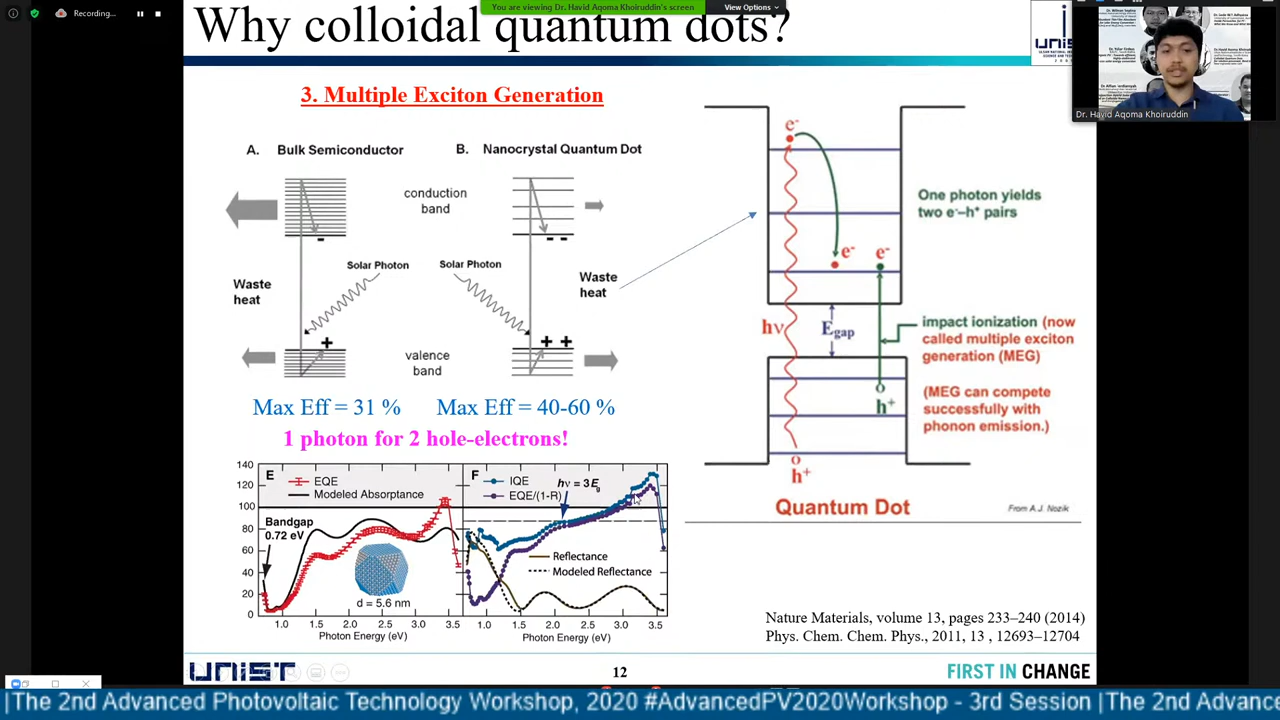 Recording...
You are viewing Dr. Havid Aqoma Khoiruddin's screen
View Options
Why colloidal quantum dots?
Dr. Havid Aqoma Khoiruddin
3. Multiple Exciton Generation
A. Bulk Semiconductor
B. Nanocrystal Quantum Dot
conduction
band
-
- -
Solar Photon
Solar Photon
Waste
heat
Waste
heat
+
+ +
valence
band
Max Eff = 31 %
Max Eff = 40-60 %
1 photon for 2 hole-electrons!
e-
One photon yields
two e-–h+ pairs
e-
e-
hν
Egap
impact ionization (now
called multiple exciton
generation (MEG)
(MEG can compete
successfully with
phonon emission.)
o
h+
o
h+
Quantum Dot
From A.J. Nozik
140
120
100
80
60
40
20
0
E
EQE
Modeled Absorptance
Bandgap
0.72 eV
d = 5.6 nm
1.0 1.5 2.0 2.5 3.0 3.5
Photon Energy (eV)
F
IQE
EQE/(1-R)
hν = 3Eg
Reflectance
Modeled Reflectance
1.0 1.5 2.0 2.5 3.0 3.5
Photon Energy (eV)
Nature Materials, volume 13, pages 233–240 (2014)
Phys. Chem. Chem. Phys., 2011, 13 , 12693–12704
UNIST
12
FIRST IN CHANGE
|The 2nd Advanced Photovoltaic Technology Workshop, 2020 #AdvancedPV2020Workshop - 3rd Session |The 2nd Advance